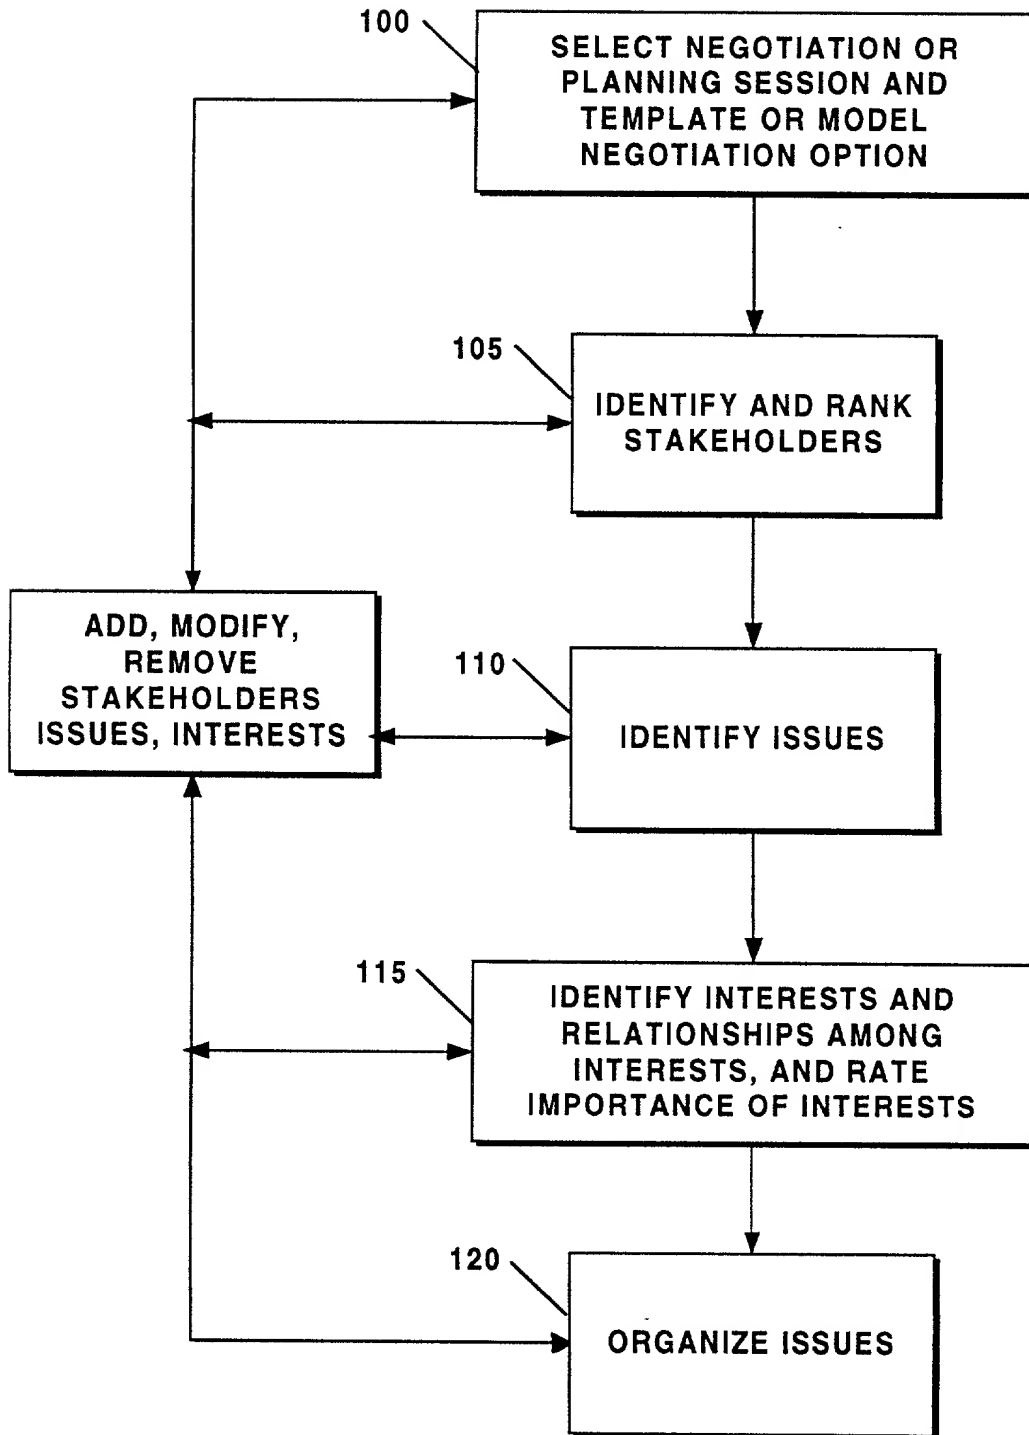 100
SELECT NEGOTIATION OR
PLANNING SESSION AND
TEMPLATE OR MODEL
NEGOTIATION OPTION
105
IDENTIFY AND RANK
STAKEHOLDERS
ADD, MODIFY,
REMOVE
STAKEHOLDERS
ISSUES, INTERESTS
110
IDENTIFY ISSUES
115
IDENTIFY INTERESTS AND
RELATIONSHIPS AMONG
INTERESTS, AND RATE
IMPORTANCE OF INTERESTS
120
ORGANIZE ISSUES